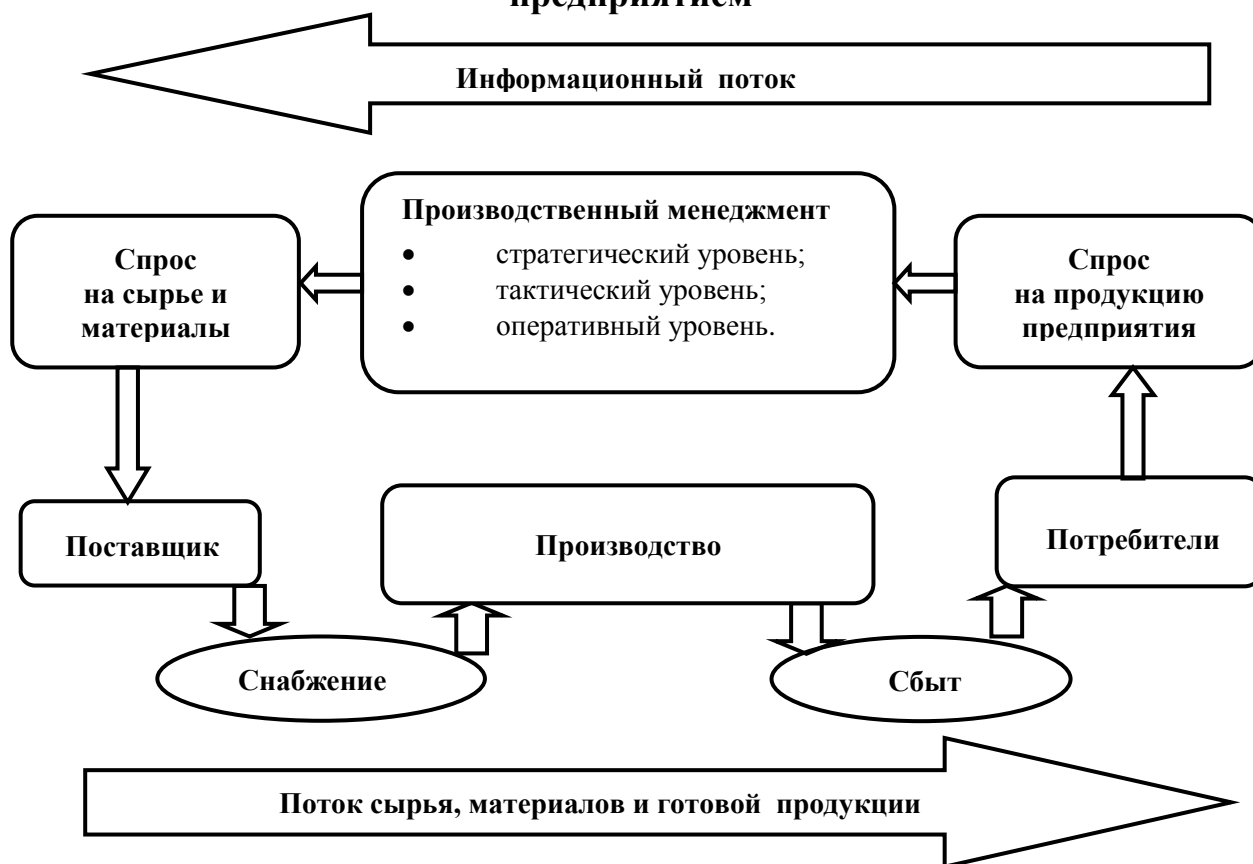 предприятием
Информационный поток
Производственный менеджмент
• стратегический уровень;
• тактический уровень;
• оперативный уровень.
Спрос
на сырье и
материалы
Спрос
на продукцию
предприятия
Поставщик
Производство
Потребители
Снабжение
Сбыт
Поток сырья, материалов и готовой продукции